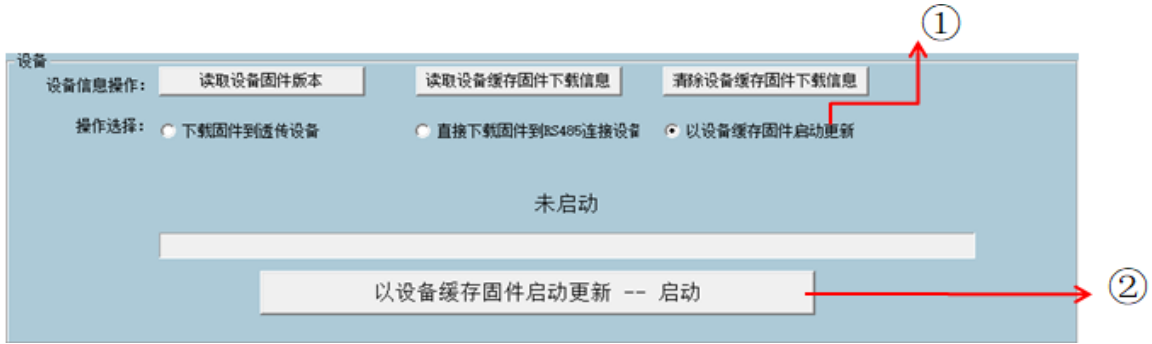 ①
设备
设备信息操作: 读取设备固件版本 读取设备缓存固件下载信息 清除设备缓存固件下载信息
操作选择: 下载固件到透传设备 直接下载固件到RS485连接设备 以设备缓存固件启动更新
未启动
以设备缓存固件启动更新 -- 启动 ②